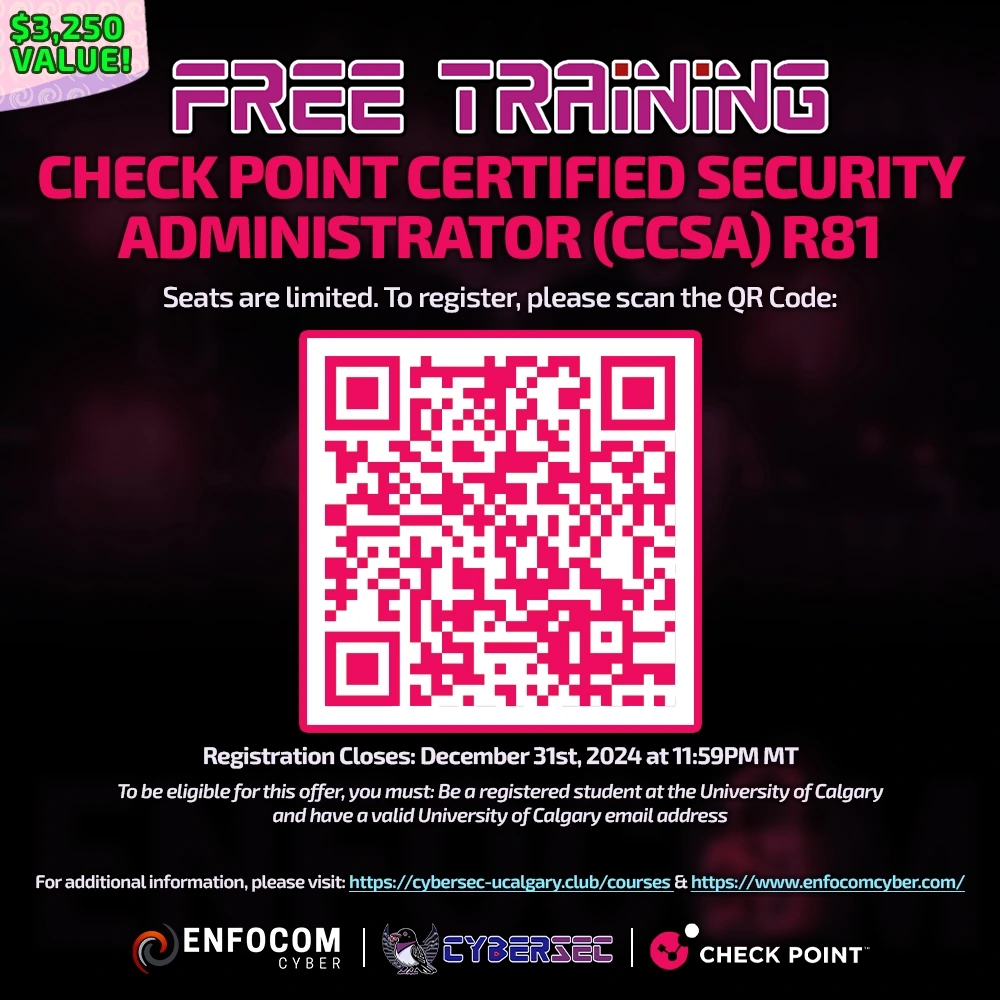 $3,250
VALUE!
FREE TRAiNiNG
CHECK POINT CERTIFIED SECURITY
ADMINISTRATOR (CCSA) R81
Seats are limited. To register, please scan the QR Code:
Registration Closes: December 31st, 2024 at 11:59PM MT
To be eligible for this offer, you must: Be a registered student at the University of Calgary
and have a valid University of Calgary email address
For additional information, please visit: https://cybersec-ucalgary.club/courses & https://www.enfocomcyber.com/
ENFOCOM
CYBER
CYBERSEC
CHECK POINT™